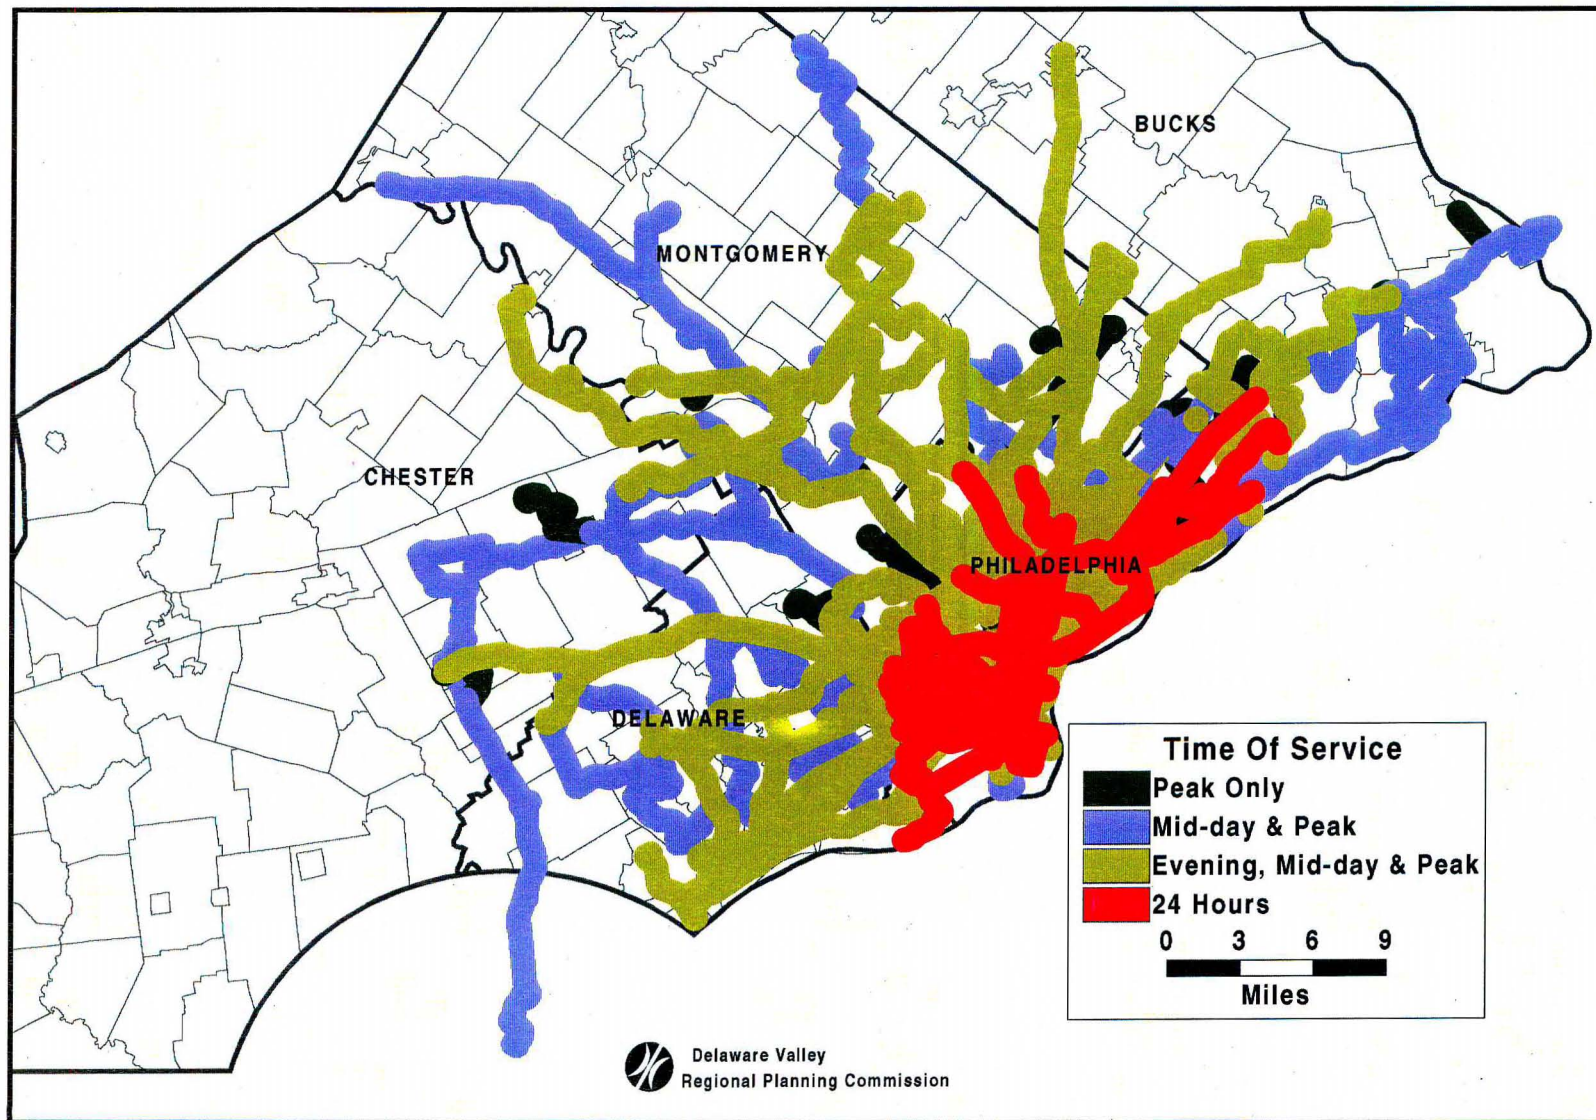 BUCKS
MONTGOMERY
CHESTER
PHILADELPHIA
DELAWARE
Time Of Service
Peak Only
Mid-day & Peak
Evening, Mid-day & Peak
24 Hours
0 3 6 9
Miles
Delaware Valley
Regional Planning Commission